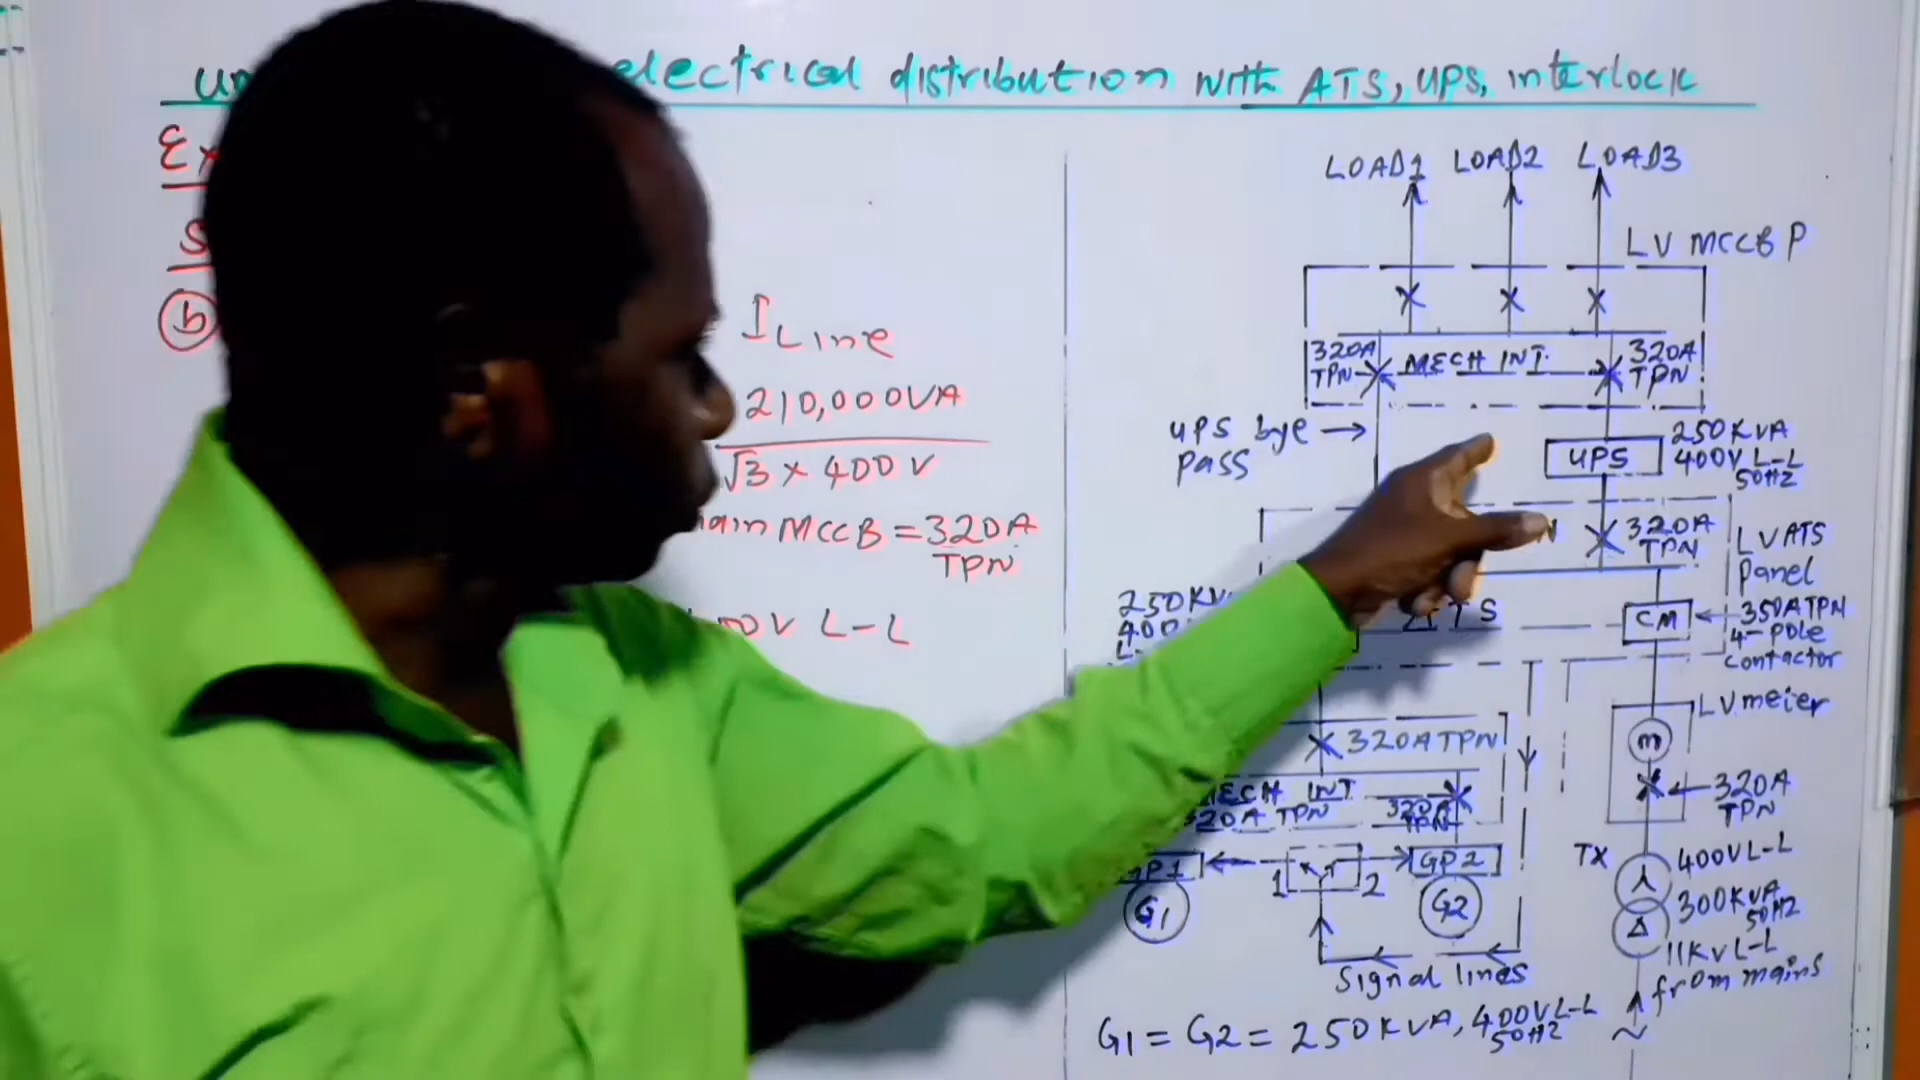 electrical distribution with ATS, UPS, interlock
b
I Line
210,000VA
√3 x 400 V
main MCCB = 320A
TPN
L-L
LOAD1 LOAD2 LOAD3
LV MCCB P
320A
TPN
MECH INT.
320A
TPN
UPS bye
pass
UPS
250KVA
400V L-L
50HZ
320A
TPN
LV ATS
Panel
ATS
CM
350A TPN
4-pole
contactor
320A TPN
LV meter
m
320A
TPN
MECH INT
320A TPN
320A
TPN
GP1
1
2
GP2
G1
G2
TX
400V L-L
300KVA
50HZ
11KV L-L
from mains
Signal lines
G1 = G2 = 250KVA, 400V L-L
50HZ